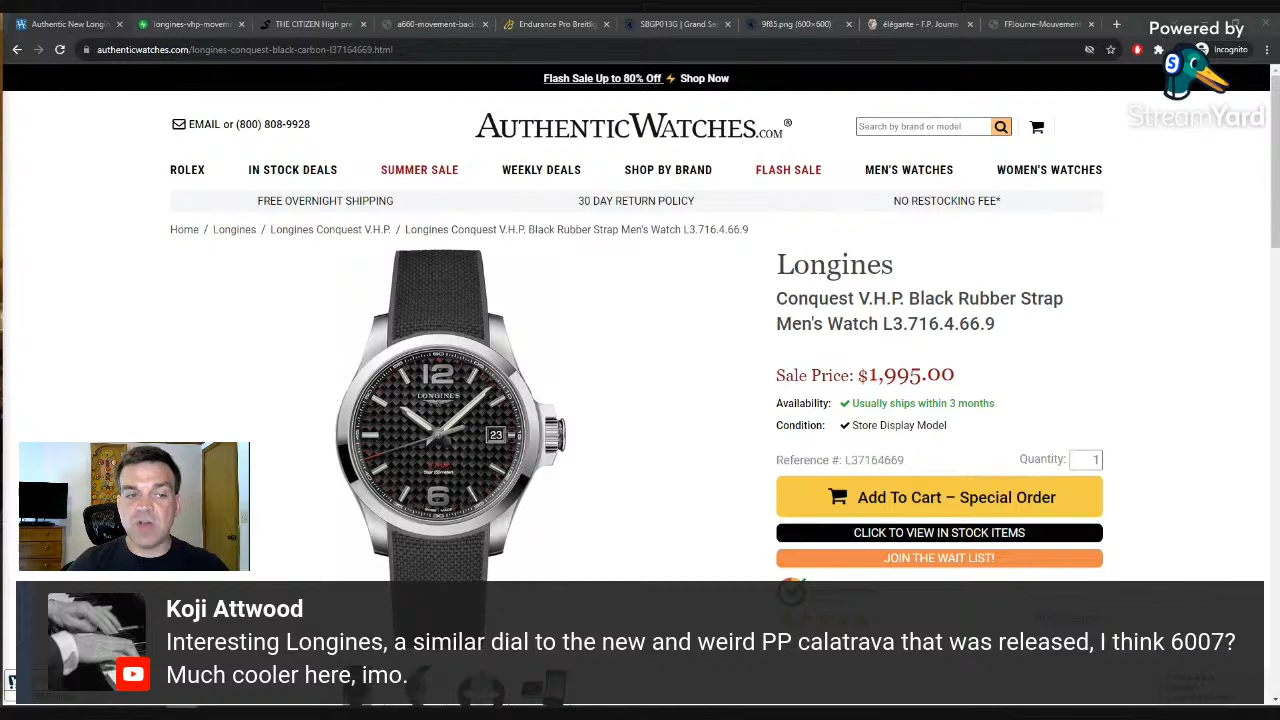 Authentic New Longin
longines-vhp-moveme
THE CITIZEN High pre
a660-movement-back
Endurance Pro Breitlin
SBGP013G | Grand Se
9f85.png (600×600)
élégante - F.P. Journe
FPJourne-Mouvement
Powered by
authenticwatches.com/longines-conquest-black-carbon-l37164669.html
Incognito
StreamYard
Flash Sale Up to 80% Off ⚡ Shop Now
EMAIL or (800) 808-9928
AUTHENTICWATCHES.COM®
Search by brand or model
ROLEX IN STOCK DEALS SUMMER SALE WEEKLY DEALS SHOP BY BRAND FLASH SALE MEN'S WATCHES WOMEN'S WATCHES
FREE OVERNIGHT SHIPPING 30 DAY RETURN POLICY NO RESTOCKING FEE*
Home / Longines / Longines Conquest V.H.P. / Longines Conquest V.H.P. Black Rubber Strap Men's Watch L3.716.4.66.9
12
LONGINES
23
6
Longines
Conquest V.H.P. Black Rubber Strap
Men's Watch L3.716.4.66.9
Sale Price: $1,995.00
Availability: ✔ Usually ships within 3 months
Condition: ✔ Store Display Model
Reference #: L37164669 Quantity: 1
Add To Cart – Special Order
CLICK TO VIEW IN STOCK ITEMS
JOIN THE WAIT LIST!
Koji Attwood
Interesting Longines, a similar dial to the new and weird PP calatrava that was released, I think 6007?
Much cooler here, imo.